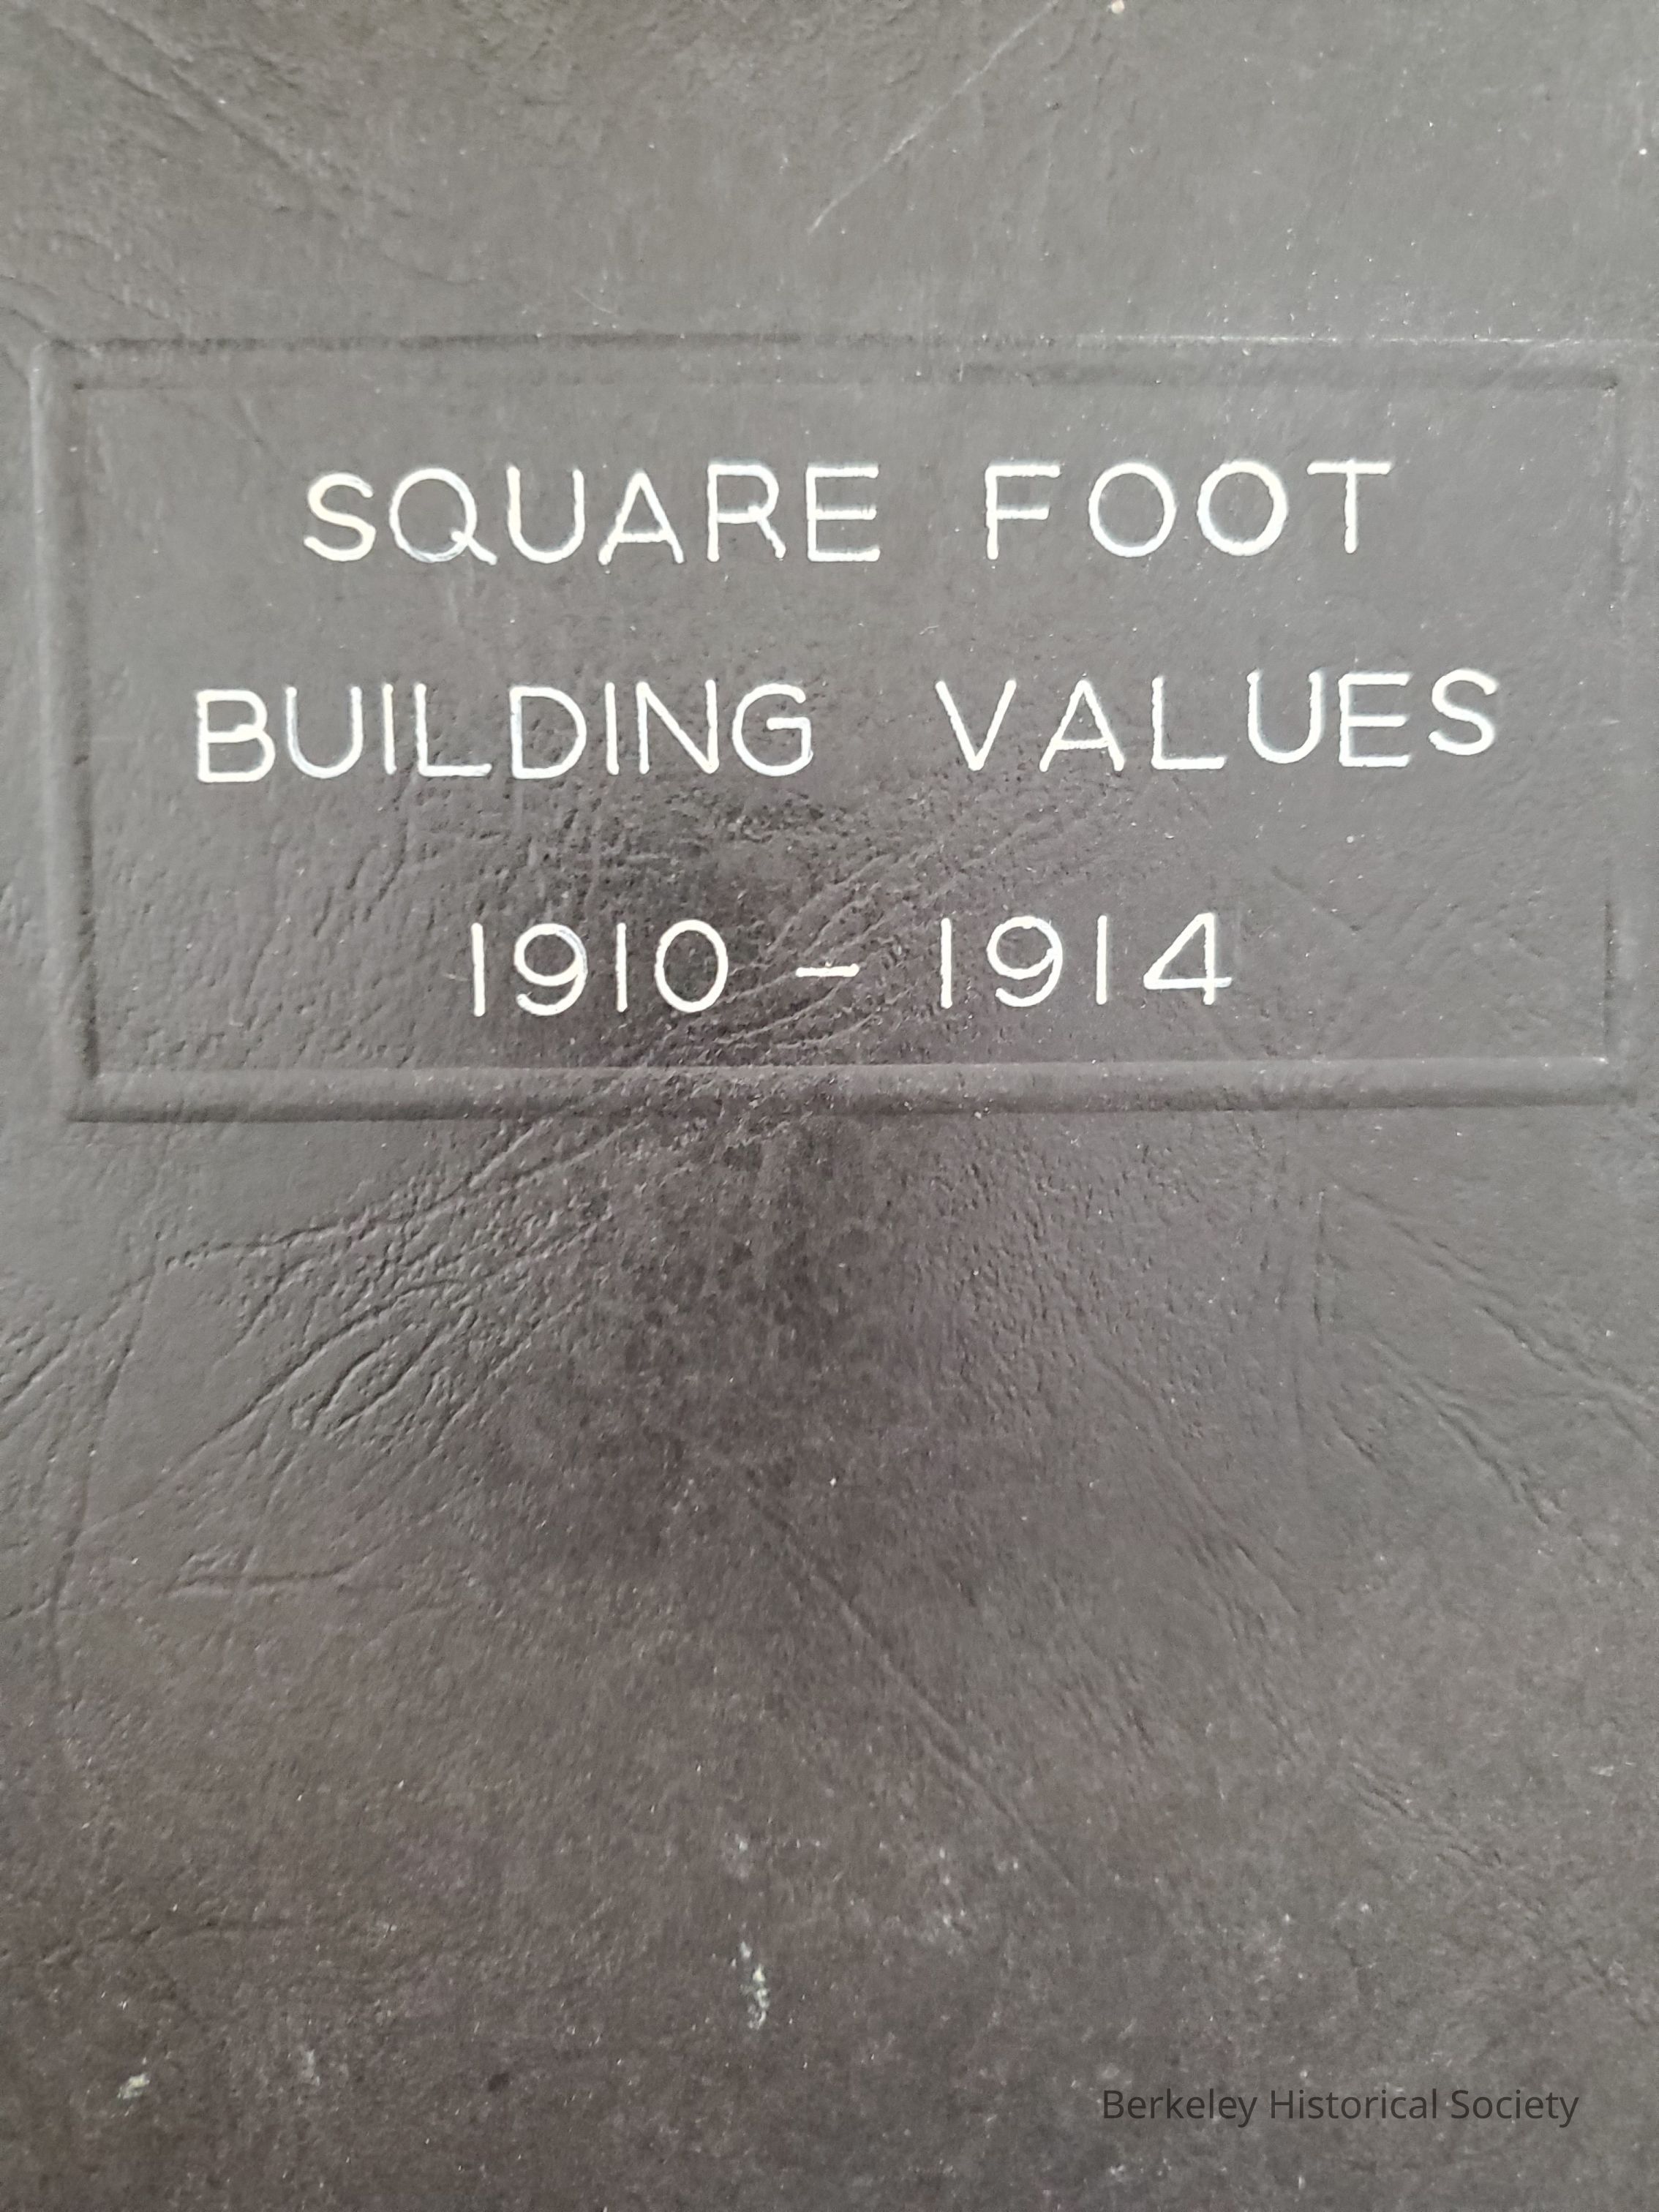 SQUARE FOOT
BUILDING VALUES
1910 - 1914
Berkeley Historical Society